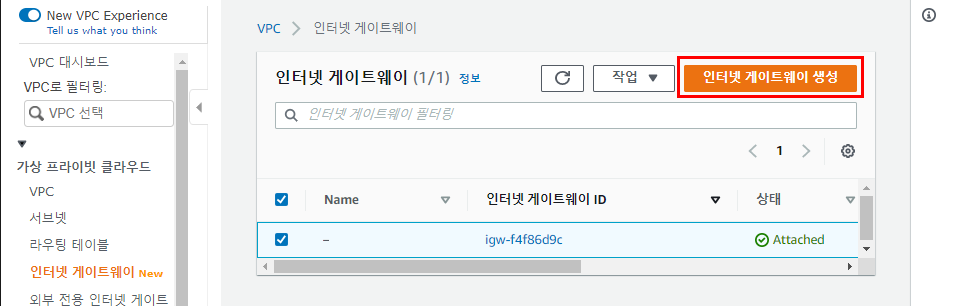 New VPC Experience
Tell us what you think
VPC 대시보드
VPC로 필터링:
VPC 선택
가상 프라이빗 클라우드
VPC
서브넷
라우팅 테이블
인터넷 게이트웨이 New
외부 전용 인터넷 게이트
VPC > 인터넷 게이트웨이
인터넷 게이트웨이 (1/1) 정보
작업
인터넷 게이트웨이 생성
인터넷 게이트웨이 필터링
1
Name 인터넷 게이트웨이 ID 상태
– igw-f4f86d9c Attached